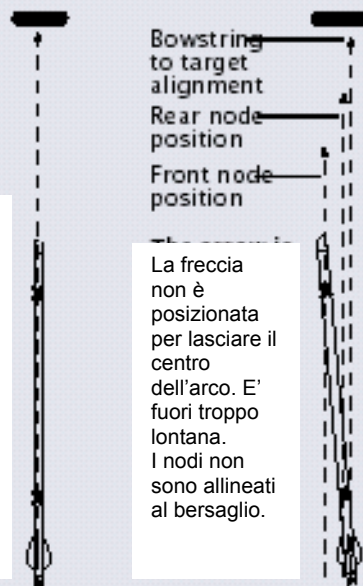 Bowstring
to target
alignment
Rear node
position
Front node
position
La freccia
non è
posizionata
per lasciare il
centro
dell'arco. E'
fuori troppo
lontana.
I nodi non
sono allineati
al bersaglio.